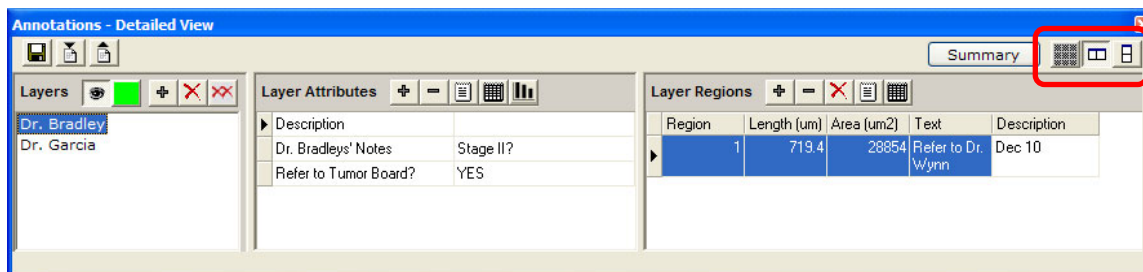 Annotations - Detailed View
Summary
Layers
Layer Attributes
Layer Regions
Dr. Bradley
Dr. Garcia
Description
Dr. Bradleys' Notes Stage II?
Refer to Tumor Board? YES
Region Length (um) Area (um2) Text Description
1 719.4 28854 Refer to Dr. Wynn Dec 10